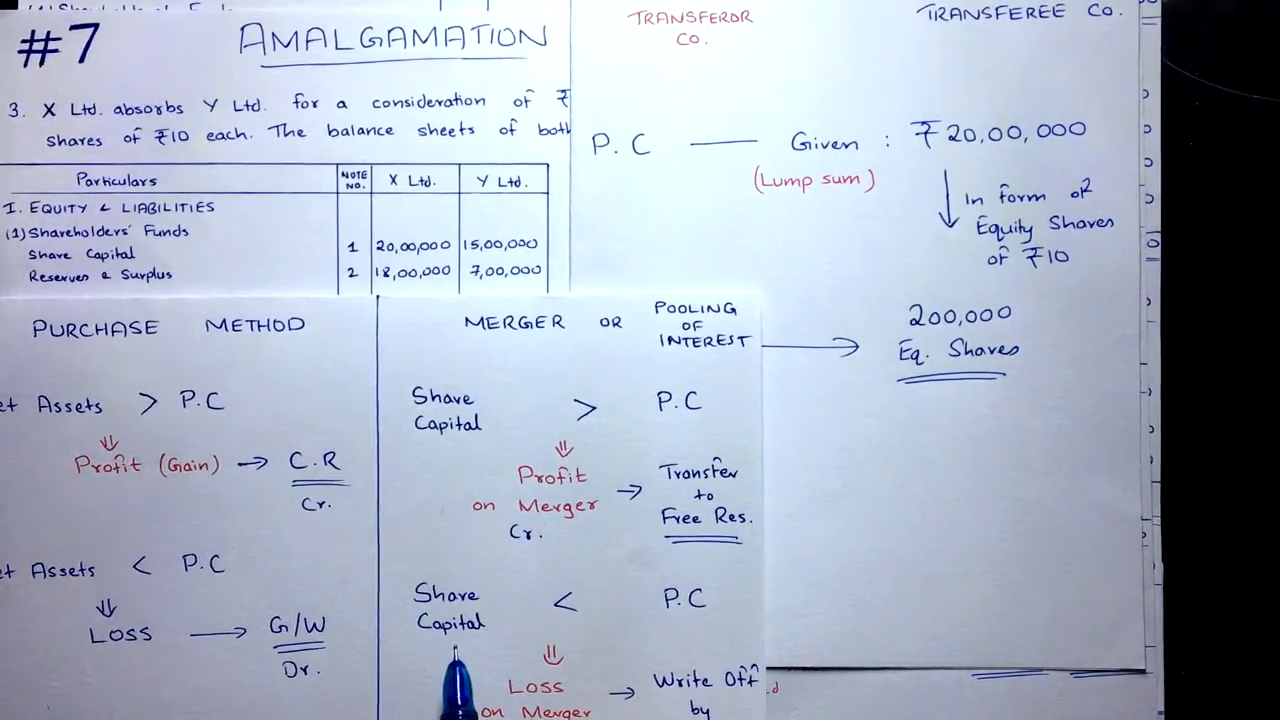 #7 AMALGAMATION
3. X Ltd. absorbs Y Ltd. for a consideration of ₹
shares of ₹10 each. The balance sheets of both
Particulars NOTE NO. X Ltd. Y Ltd.
I. EQUITY & LIABILITIES
(1) Shareholders' Funds
Share Capital 1 20,00,000 15,00,000
Reserves & Surplus 2 18,00,000 7,00,000
TRANSFEROR
CO.
TRANSFEREE CO.
P.C — Given : ₹20,00,000
(Lump sum)
↓ In form of
Equity Shares
of ₹10
200,000
Eq. Shares
PURCHASE METHOD
et Assets > P.C
⇓
Profit (Gain) → C.R
Cr.
et Assets < P.C
⇓
LOSS → G/W
Dr.
MERGER OR POOLING
OF
INTEREST →
Share
Capital > P.C
⇓
Profit
on Merger → Transfer
to
Cr. Free Res.
Share
Capital < P.C
⇓
Loss → Write Off
on Merger by